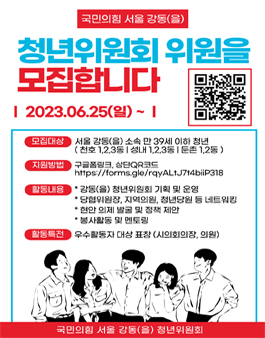 국민의힘 서울 강동(을)
청년위원회 위원을
모집합니다
I 2023.06.25(일) ~ I
모집대상 서울 강동(을) 소속 만 39세 이하 청년
( 천호 1,2,3동 | 성내 1,2,3동 | 둔촌 1,2동 )
지원방법 구글폼링크, 상단QR코드
https://forms.gle/rqyALtJ7t4biiP318
활동내용 * 강동(을) 청년위원회 기획 및 운영
* 당협위원장, 지역의원, 청년당원 등 네트워킹
* 현안 의제 발굴 및 정책 제안
* 봉사활동 및 멘토링
활동특전 우수활동자 대상 표창 (시의회의장, 의원)
국민의힘 서울 강동(을) 청년위원회